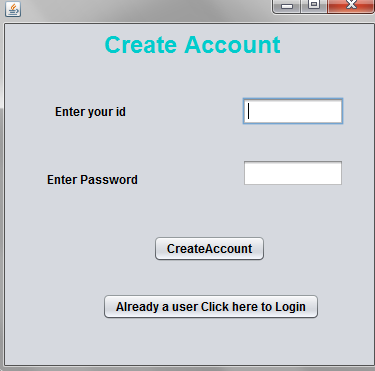 Create Account
Enter your id
Enter Password
CreateAccount
Already a user Click here to Login